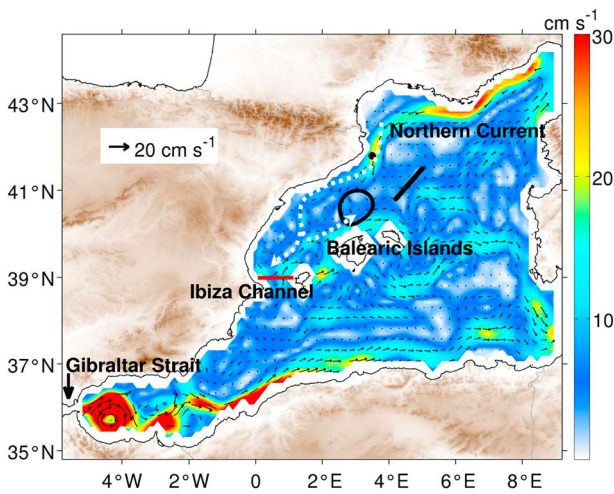 cm s⁻¹
30
43°N
Northern Current
20 cm s⁻¹
20
41°N
Balearic Islands
39°N
Ibiza Channel
10
37°N
Gibraltar Strait
35°N
4°W
2°W
0
2°E
4°E
6°E
8°E